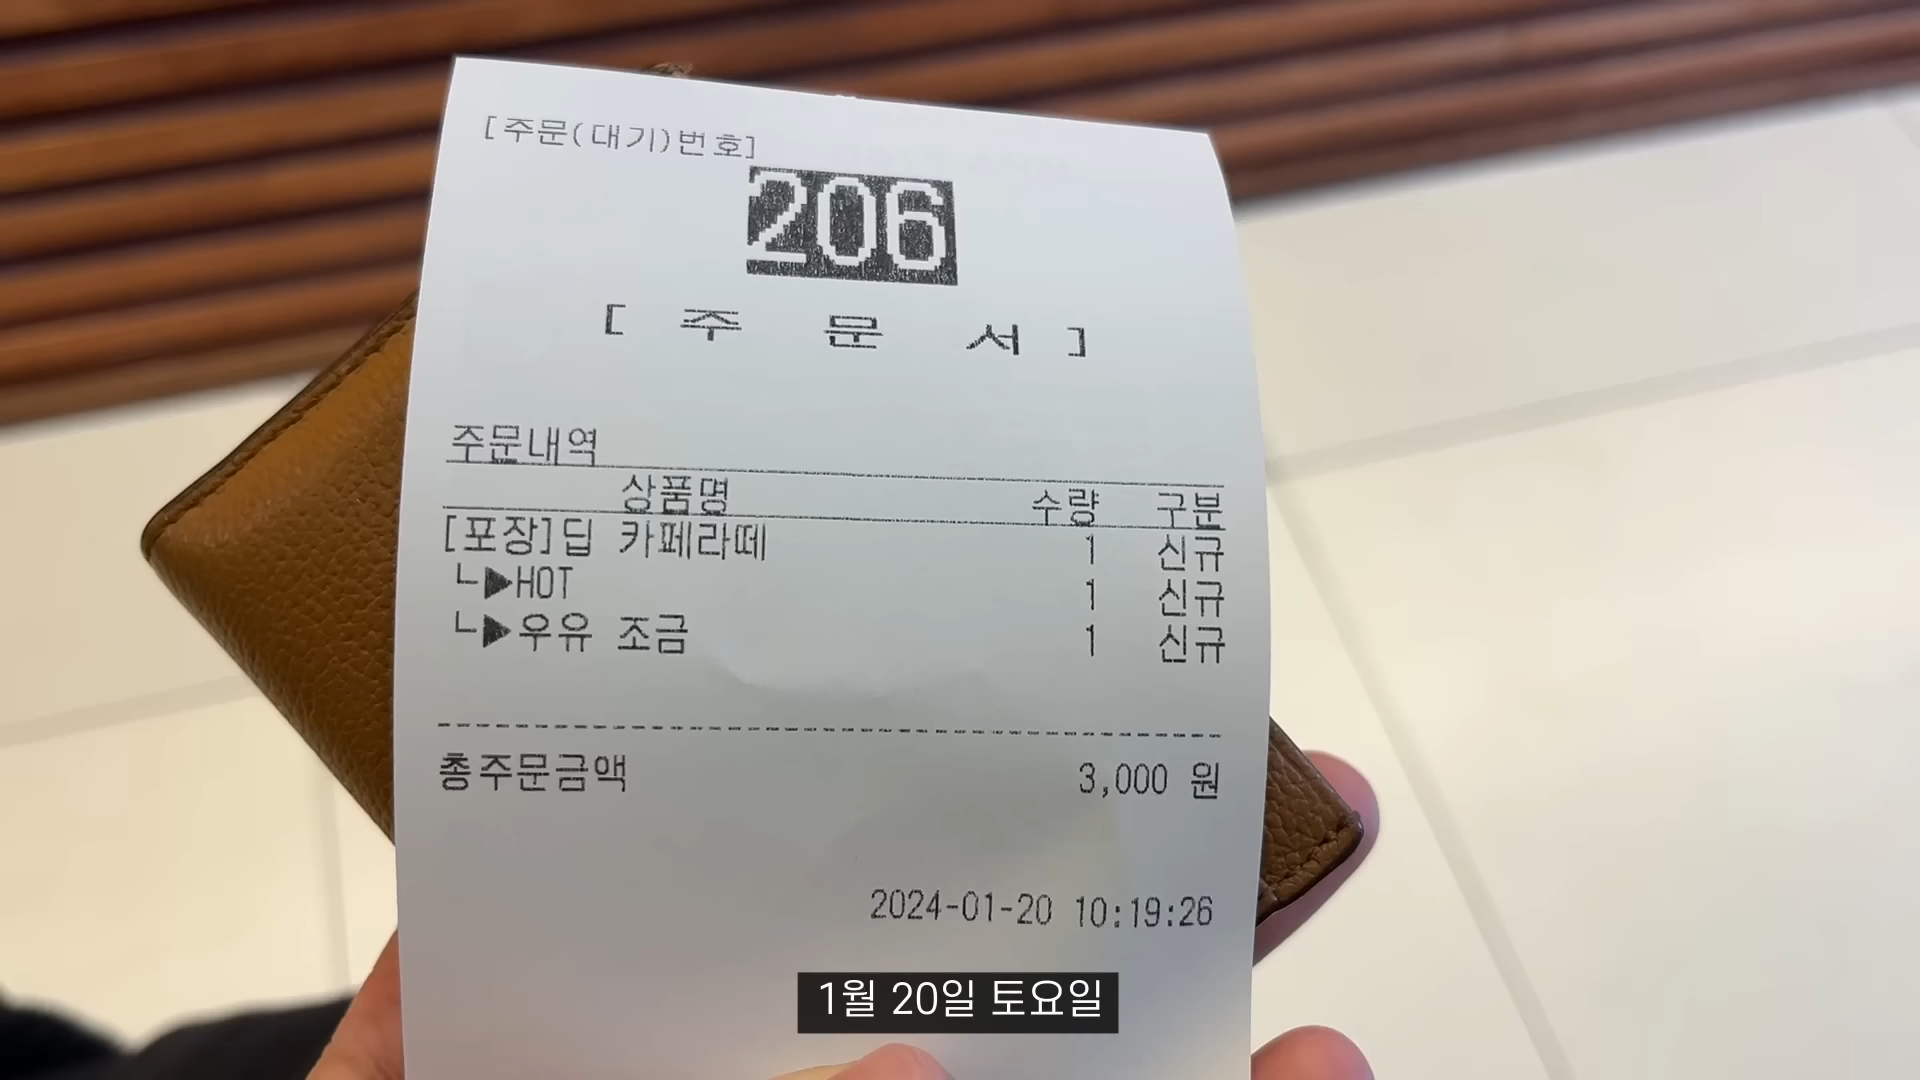 [주문(대기)번호]
206
[ 주 문 서 ]
주문내역
상품명 수량 구분
[포장]딥 카페라떼 1 신규
┗▶HOT 1 신규
┗▶우유 조금 1 신규
총주문금액 3,000 원
2024-01-20 10:19:26
1월 20일 토요일